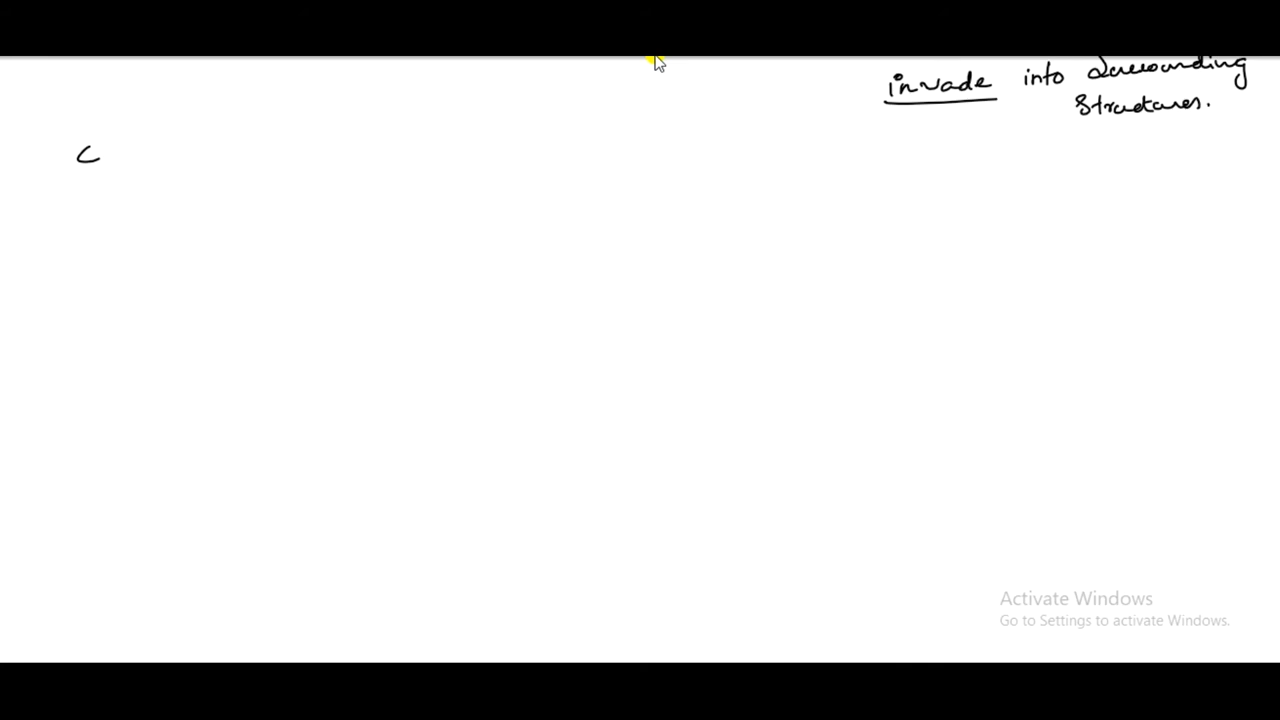 invade into Surrounding
Structures.
C
Activate Windows
Go to Settings to activate Windows.